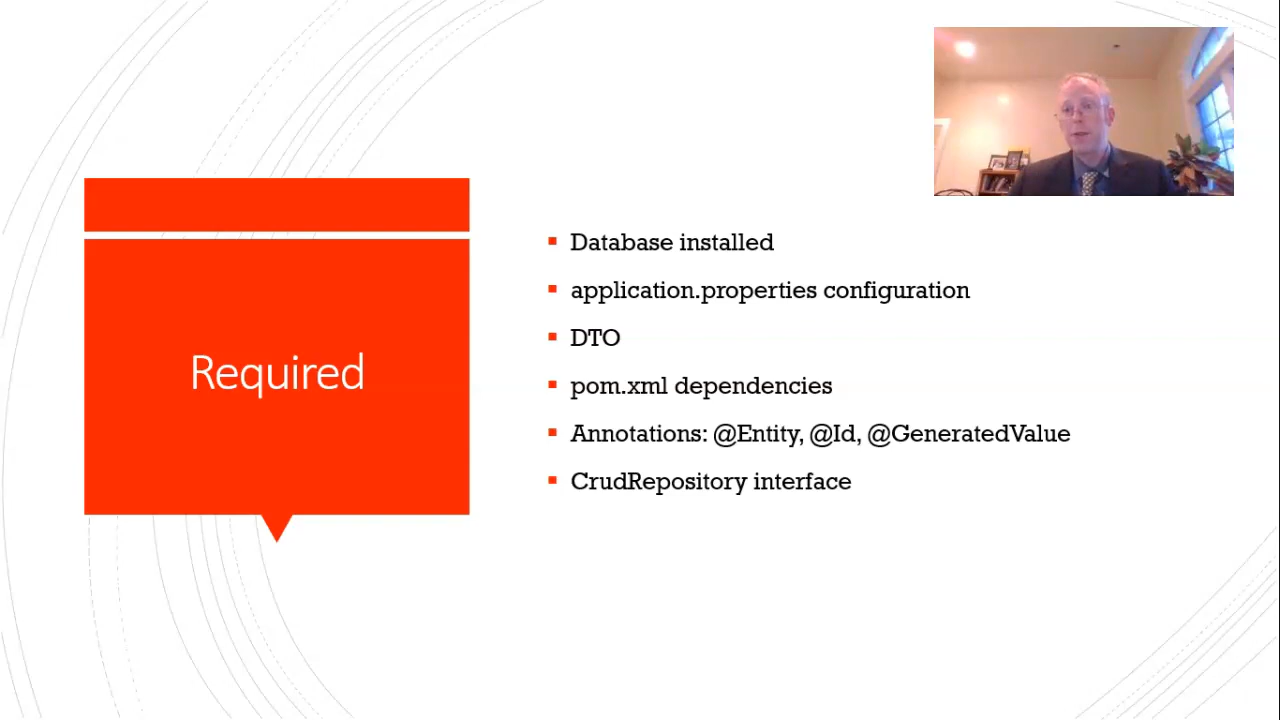 Required
Database installed
application.properties configuration
DTO
pom.xml dependencies
Annotations: @Entity, @Id, @GeneratedValue
CrudRepository interface